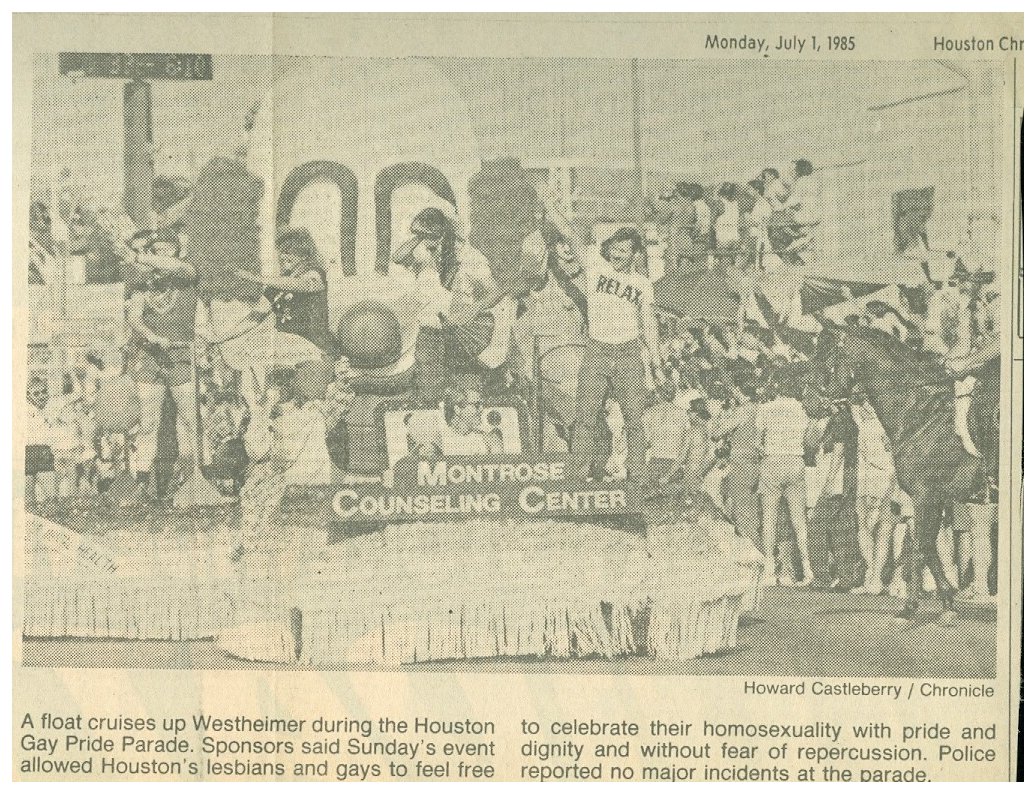 Monday, July 1, 1985
Houston Chr
RELAX
MONTROSE
COUNSELING CENTER
HEALTH
Howard Castleberry / Chronicle
A float cruises up Westheimer during the Houston
Gay Pride Parade. Sponsors said Sunday's event
allowed Houston's lesbians and gays to feel free
to celebrate their homosexuality with pride and
dignity and without fear of repercussion. Police
reported no major incidents at the parade.